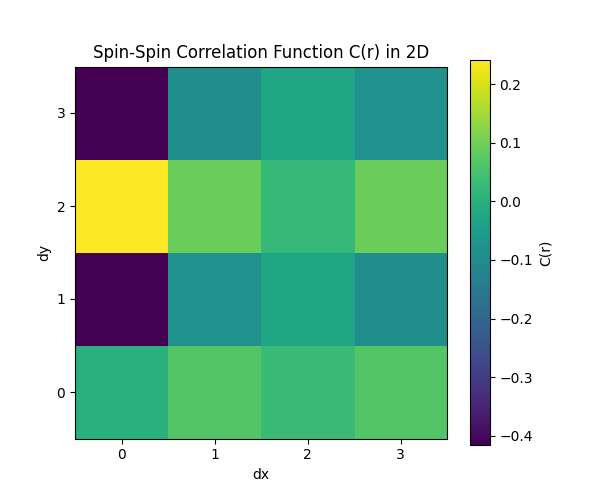 Spin-Spin Correlation Function C(r) in 2D
3
2
1
0
dy
0 1 2 3
dx
0.2
0.1
0.0
−0.1
−0.2
−0.3
−0.4
C(r)